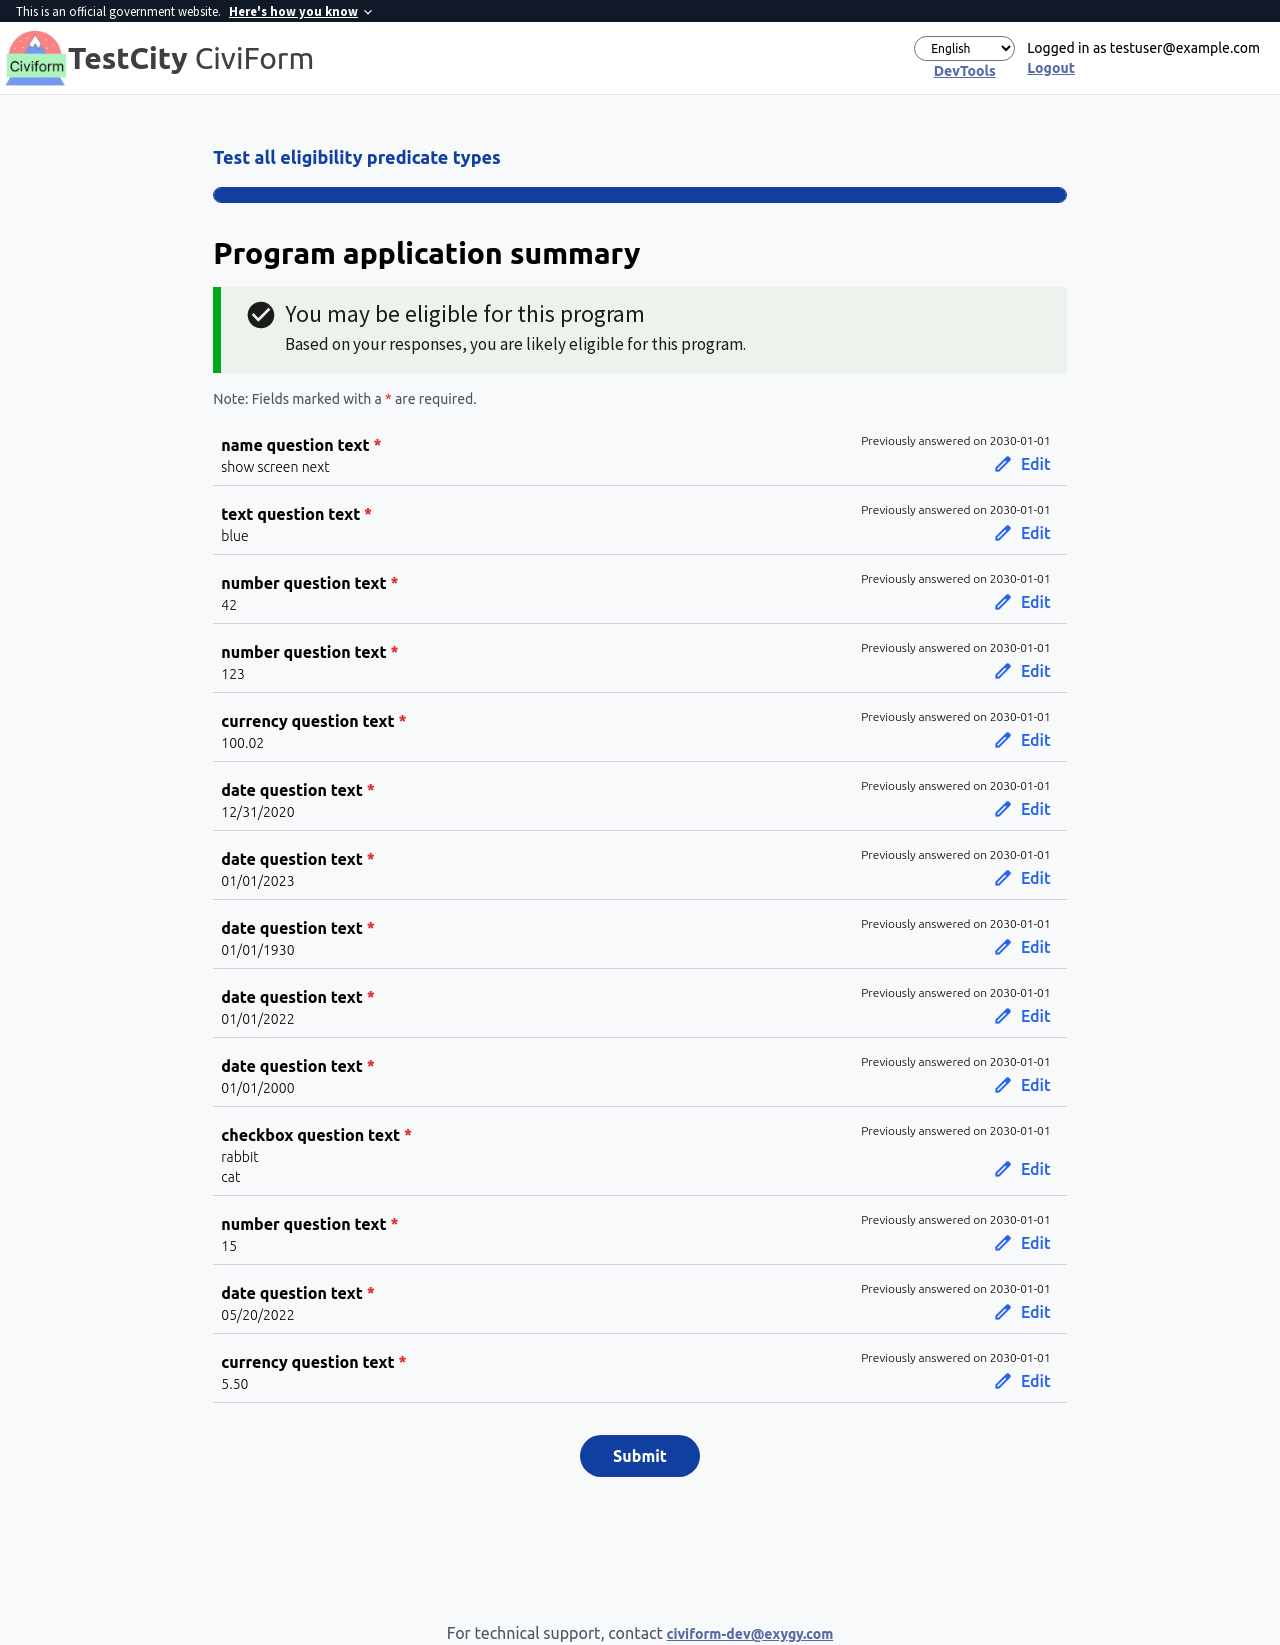 This is an official government website. Here's how you know
Civiform
TestCity CiviForm
English
DevTools
Logged in as testuser@example.com
Logout
Test all eligibility predicate types
Program application summary
You may be eligible for this program
Based on your responses, you are likely eligible for this program.
Note: Fields marked with a * are required.
name question text *
show screen next
Previously answered on 2030-01-01
Edit
text question text *
blue
Previously answered on 2030-01-01
Edit
number question text *
42
Previously answered on 2030-01-01
Edit
number question text *
123
Previously answered on 2030-01-01
Edit
currency question text *
100.02
Previously answered on 2030-01-01
Edit
date question text *
12/31/2020
Previously answered on 2030-01-01
Edit
date question text *
01/01/2023
Previously answered on 2030-01-01
Edit
date question text *
01/01/1930
Previously answered on 2030-01-01
Edit
date question text *
01/01/2022
Previously answered on 2030-01-01
Edit
date question text *
01/01/2000
Previously answered on 2030-01-01
Edit
checkbox question text *
rabbit
cat
Previously answered on 2030-01-01
Edit
number question text *
15
Previously answered on 2030-01-01
Edit
date question text *
05/20/2022
Previously answered on 2030-01-01
Edit
currency question text *
5.50
Previously answered on 2030-01-01
Edit
Submit
For technical support, contact civiform-dev@exygy.com